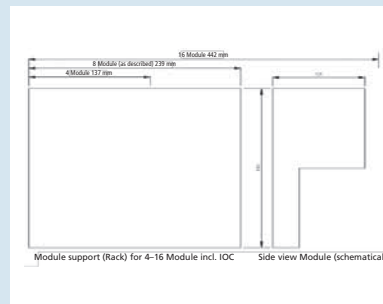 16 Module 442 mm
8 Module (as described) 239 mm
4 Module 137 mm
Module support (Rack) for 4–16 Module incl. IOC
Side view Module (schematical